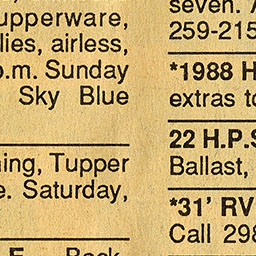 upperware,
lies, airless,
p.m. Sunday
Sky Blue
ning, Tupper
e. Saturday,
seven.
259-215
*1988 H
extras to
22 H.P.S
Ballast,
*31' RV
Call 298